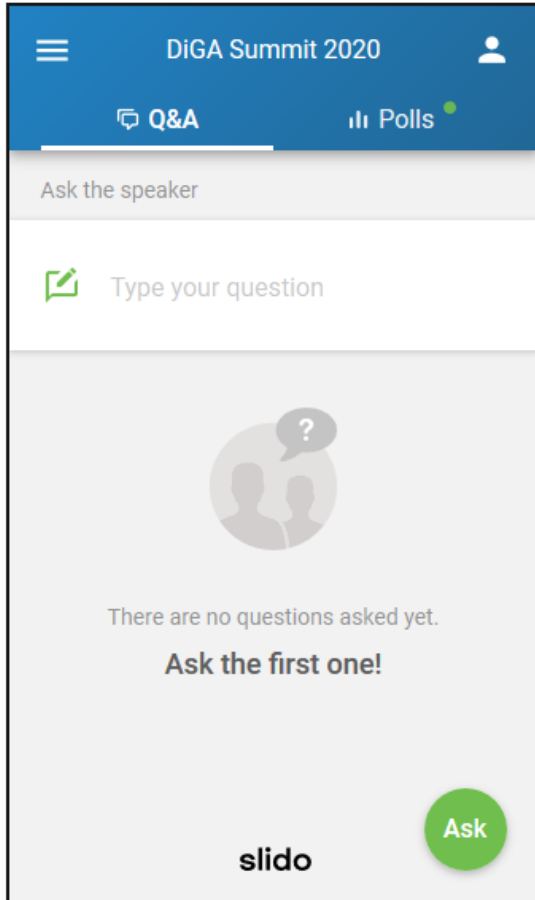 DiGA Summit 2020
Q&A
Polls
Ask the speaker
Type your question
?
There are no questions asked yet.
Ask the first one!
Ask
slido